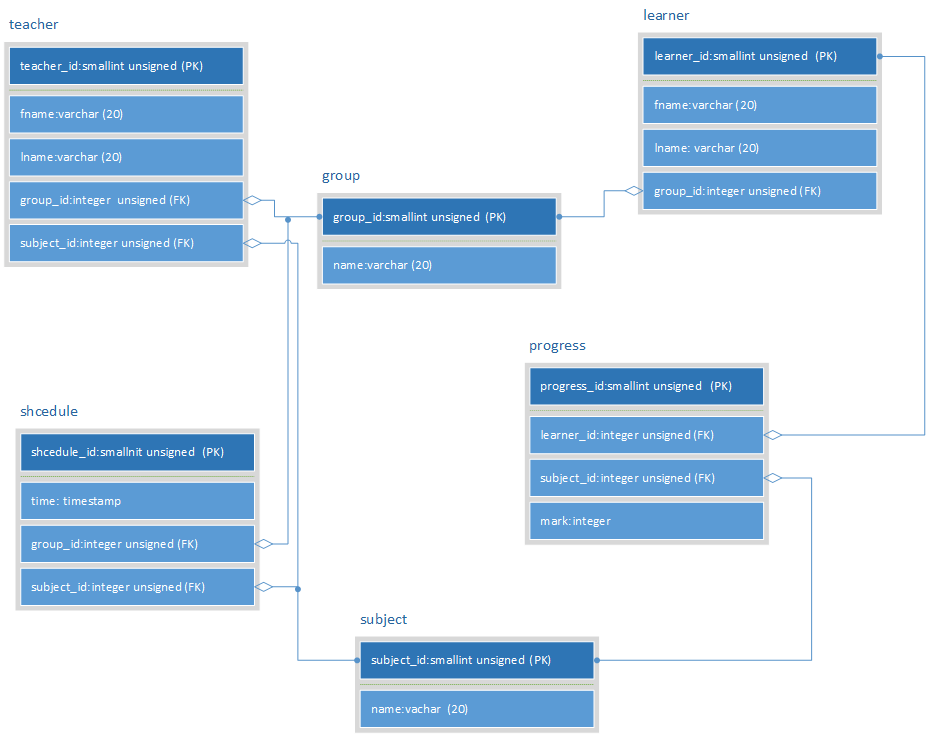 teacher
teacher_id:smallint unsigned (PK)
fname:varchar (20)
lname:varchar (20)
group_id:integer unsigned (FK)
subject_id:integer unsigned (FK)
group
group_id:smallint unsigned (PK)
name:varchar (20)
learner
learner_id:smallint unsigned (PK)
fname:varchar (20)
lname: varchar (20)
group_id:integer unsigned (FK)
progress
progress_id:smallint unsigned (PK)
learner_id:integer unsigned (FK)
subject_id:integer unsigned (FK)
mark:integer
shcedule
shcedule_id:smallnit unsigned (PK)
time: timestamp
group_id:integer unsigned (FK)
subject_id:integer unsigned (FK)
subject
subject_id:smallint unsigned (PK)
name:vachar (20)